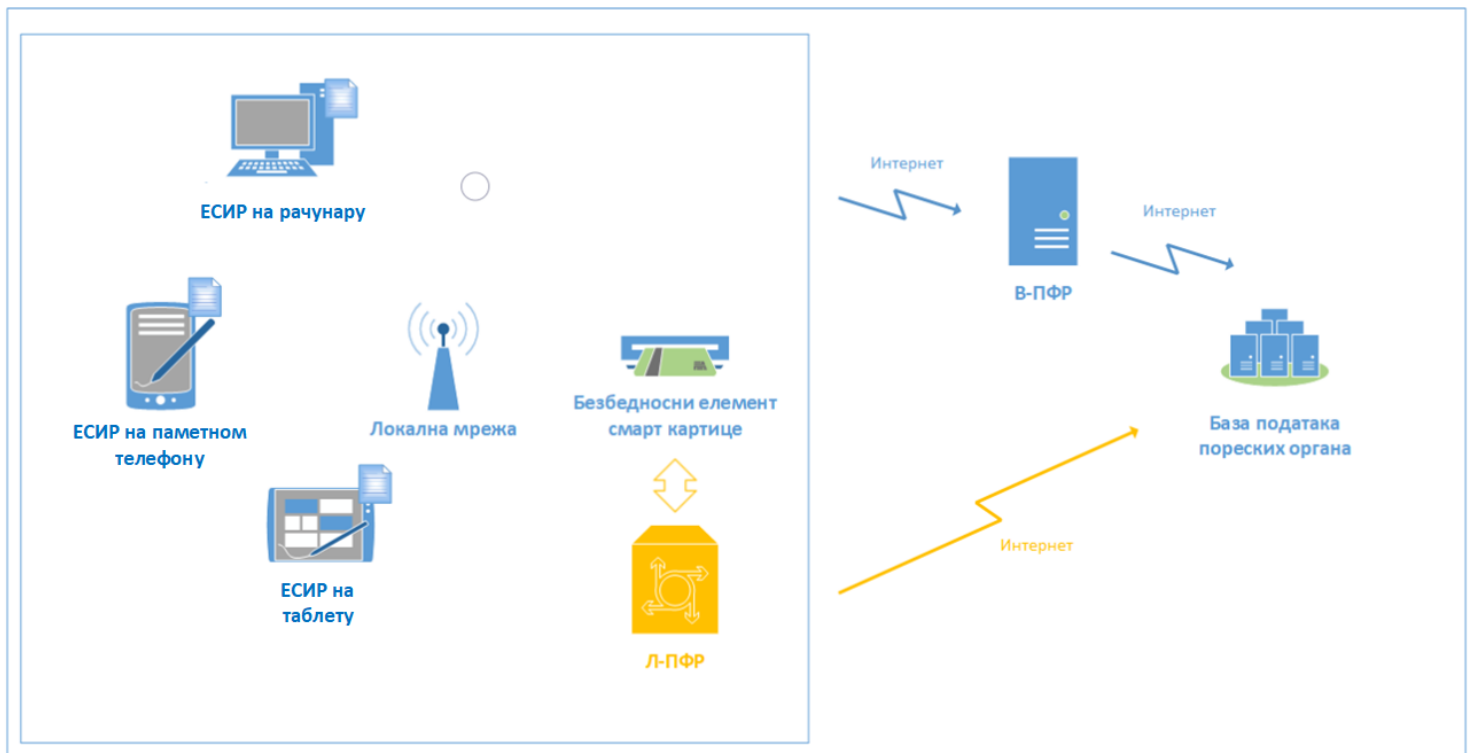 ЕСИР на рачунару
Интернет
Интернет
В-ПФР
ЕСИР на паметном
телефону
Локална мрежа
Безбедносни елемент
смарт картице
База података
пореских органа
Интернет
ЕСИР на
таблету
Л-ПФР